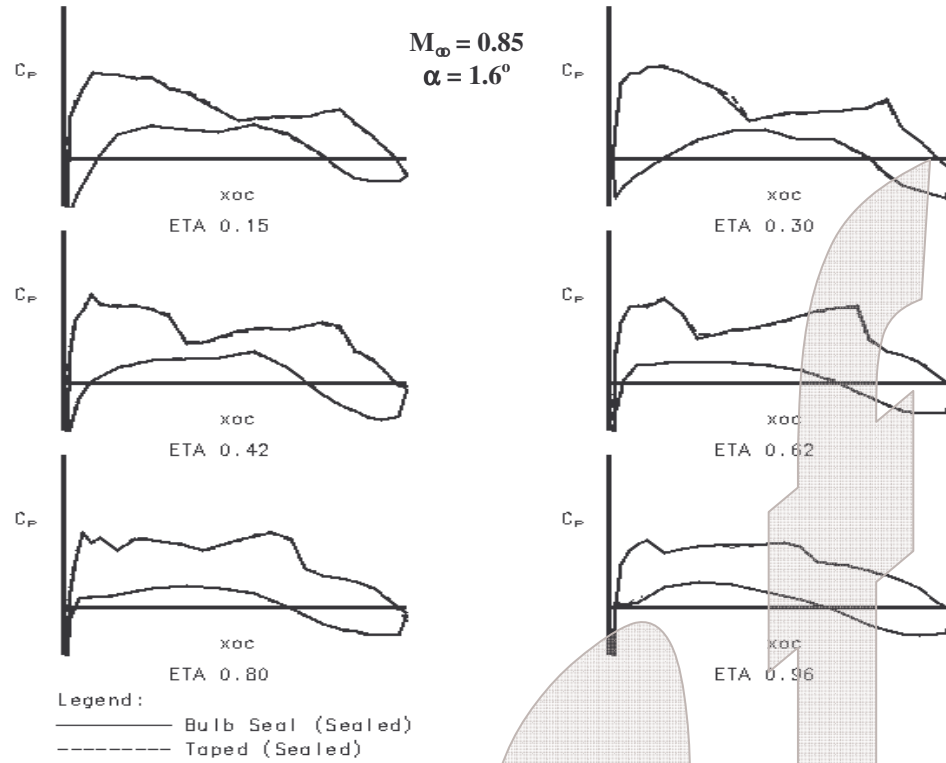 M∞ = 0.85
α = 1.6°
Cₚ
xoc
ETA 0.15
Cₚ
xoc
ETA 0.30
Cₚ
xoc
ETA 0.42
Cₚ
xoc
ETA 0.62
Cₚ
xoc
ETA 0.80
Cₚ
xoc
ETA 0.96
Legend:
Bulb Seal (Sealed)
Taped (Sealed)